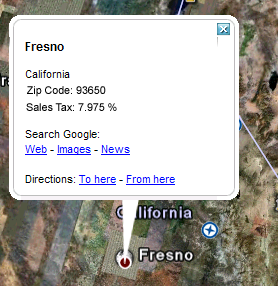 Fresno
California
Zip Code: 93650
Sales Tax: 7.975 %
Search Google:
Web - Images - News
Directions: To here - From here
California
Fresno